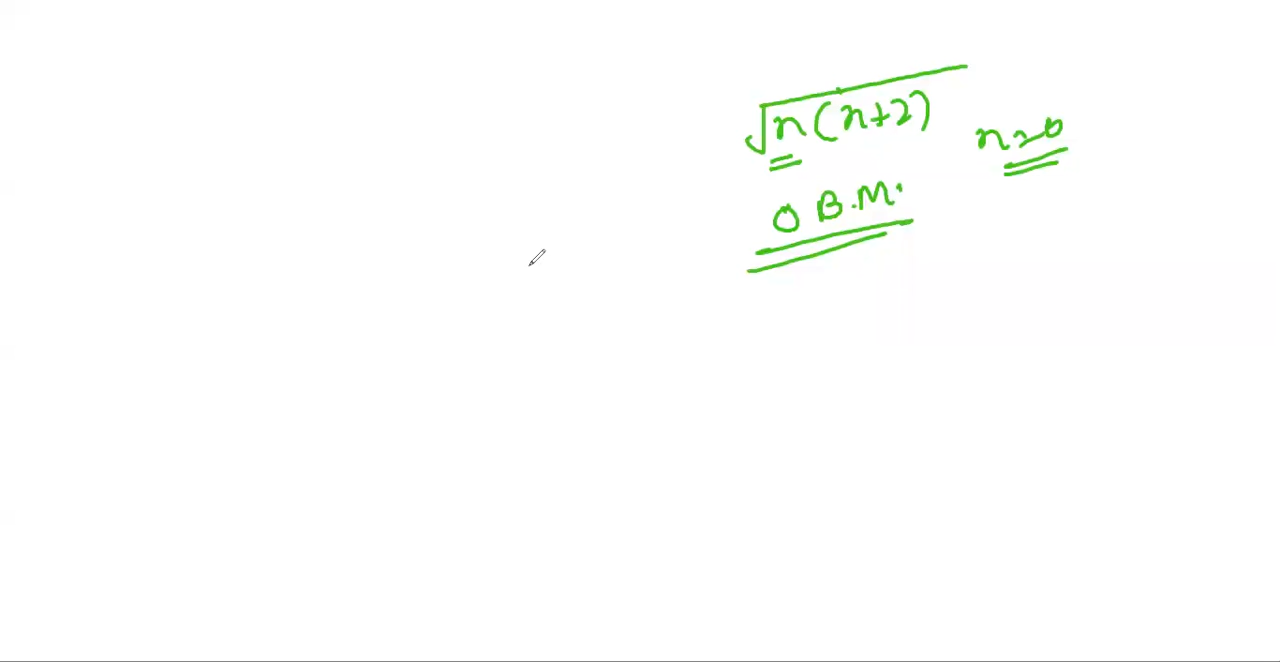 √n(n+2)
n=0
0 B.M.